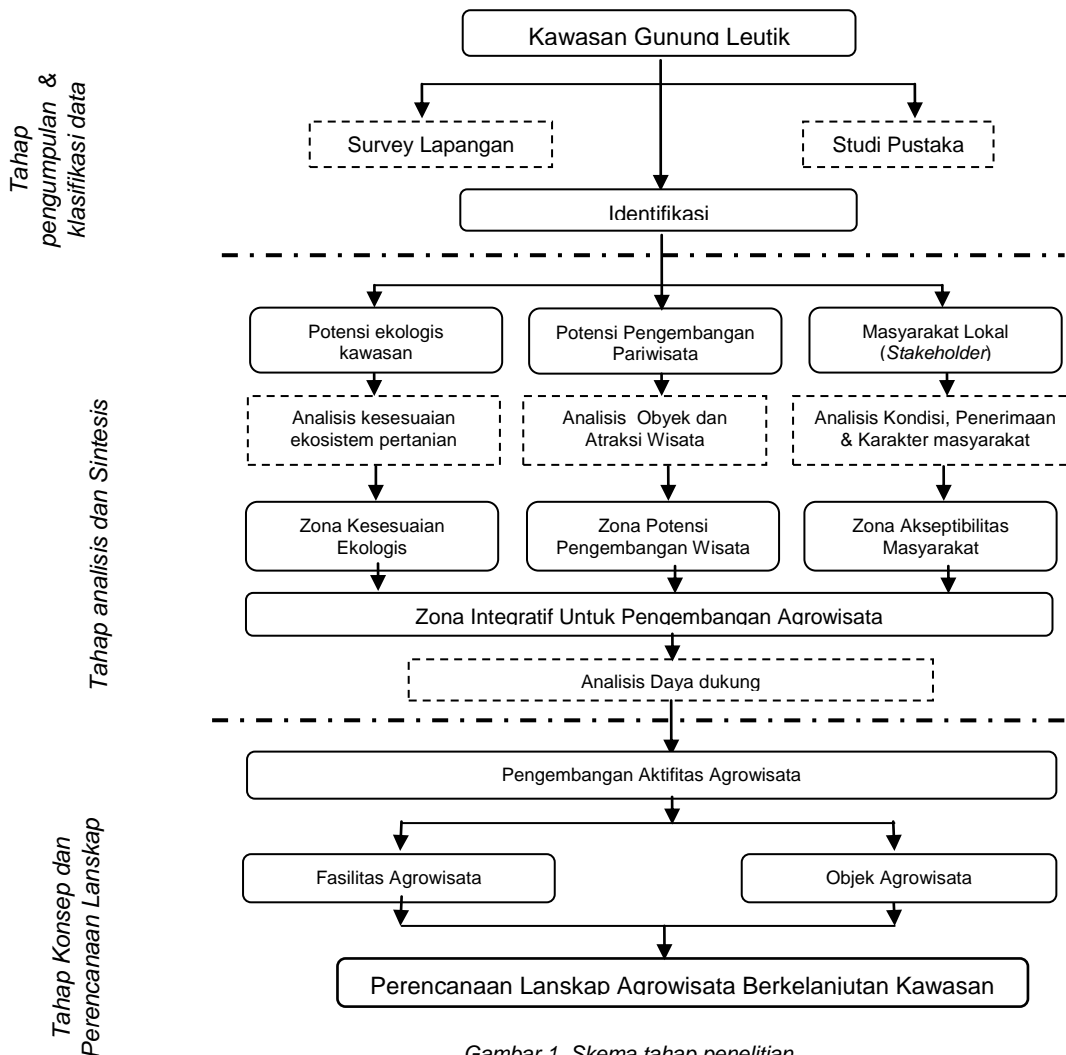 Kawasan Gunung Leutik
Tahap
pengumpulan &
klasifikasi data
Survey Lapangan
Studi Pustaka
Identifikasi
Tahap analisis dan Sintesis
Potensi ekologis
kawasan
Potensi Pengembangan
Pariwisata
Masyarakat Lokal
(Stakeholder)
Analisis kesesuaian
ekosistem pertanian
Analisis Obyek dan
Atraksi Wisata
Analisis Kondisi, Penerimaan
& Karakter masyarakat
Zona Kesesuaian
Ekologis
Zona Potensi
Pengembangan Wisata
Zona Akseptibilitas
Masyarakat
Zona Integratif Untuk Pengembangan Agrowisata
Analisis Daya dukung
Tahap Konsep dan
Perencanaan Lanskap
Pengembangan Aktifitas Agrowisata
Fasilitas Agrowisata
Objek Agrowisata
Perencanaan Lanskap Agrowisata Berkelanjutan Kawasan
Gambar 1. Skema tahap penelitian